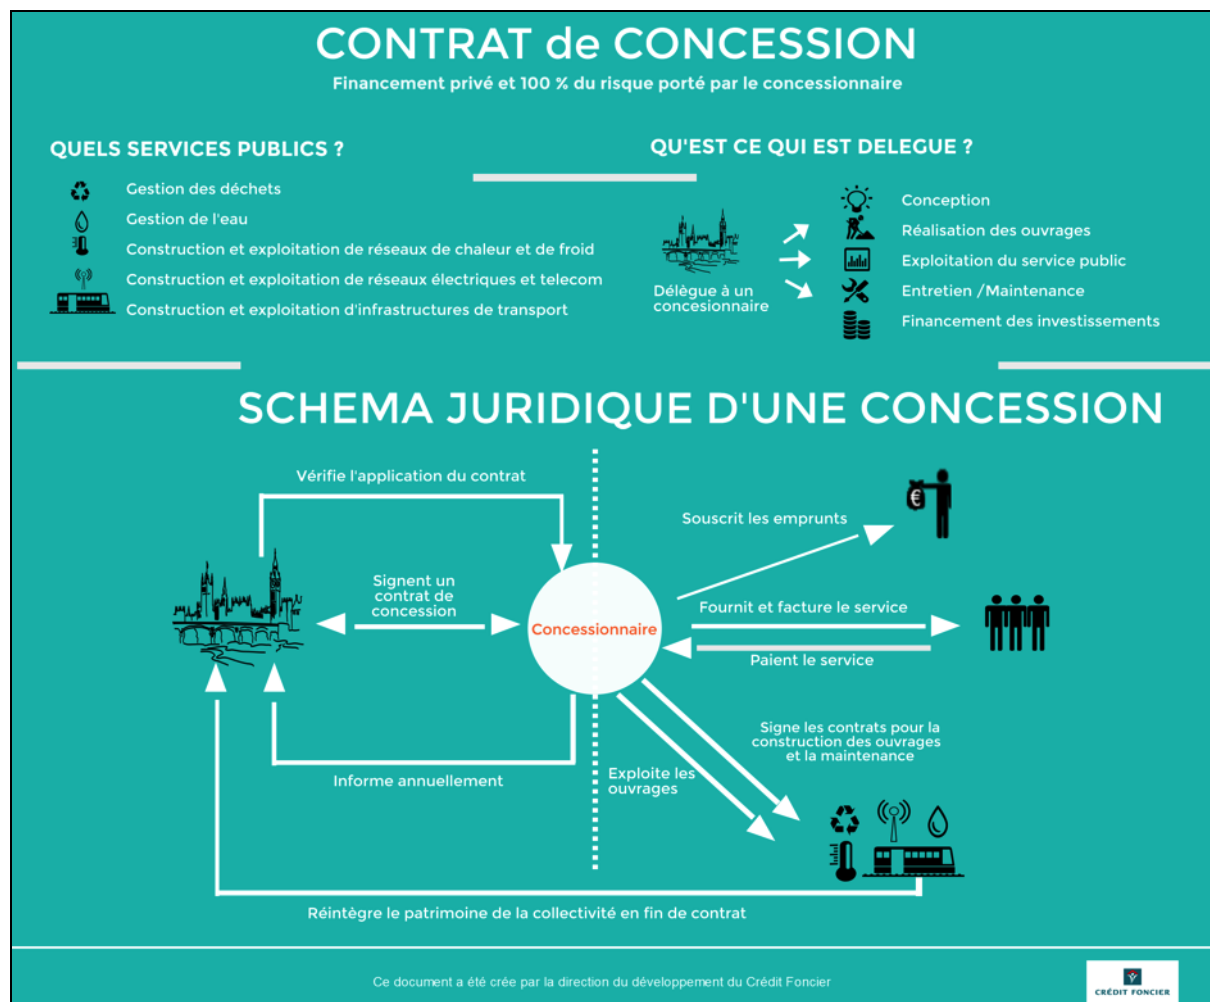 CONTRAT de CONCESSION
Financement privé et 100 % du risque porté par le concessionnaire
QUELS SERVICES PUBLICS ?
Gestion des déchets
Gestion de l'eau
Construction et exploitation de réseaux de chaleur et de froid
Construction et exploitation de réseaux électriques et telecom
Construction et exploitation d'infrastructures de transport
QU'EST CE QUI EST DELEGUE ?
Délègue à un
concesionnaire
Conception
Réalisation des ouvrages
Exploitation du service public
Entretien /Maintenance
Financement des investissements
SCHEMA JURIDIQUE D'UNE CONCESSION
Vérifie l'application du contrat
Signent un
contrat de
concession
Concessionnaire
Souscrit les emprunts
€
Fournit et facture le service
Paient le service
Signe les contrats pour la
construction des ouvrages
et la maintenance
Exploite les
ouvrages
Informe annuellement
Réintègre le patrimoine de la collectivité en fin de contrat
Ce document a été crée par la direction du développement du Crédit Foncier
CRÉDIT FONCIER